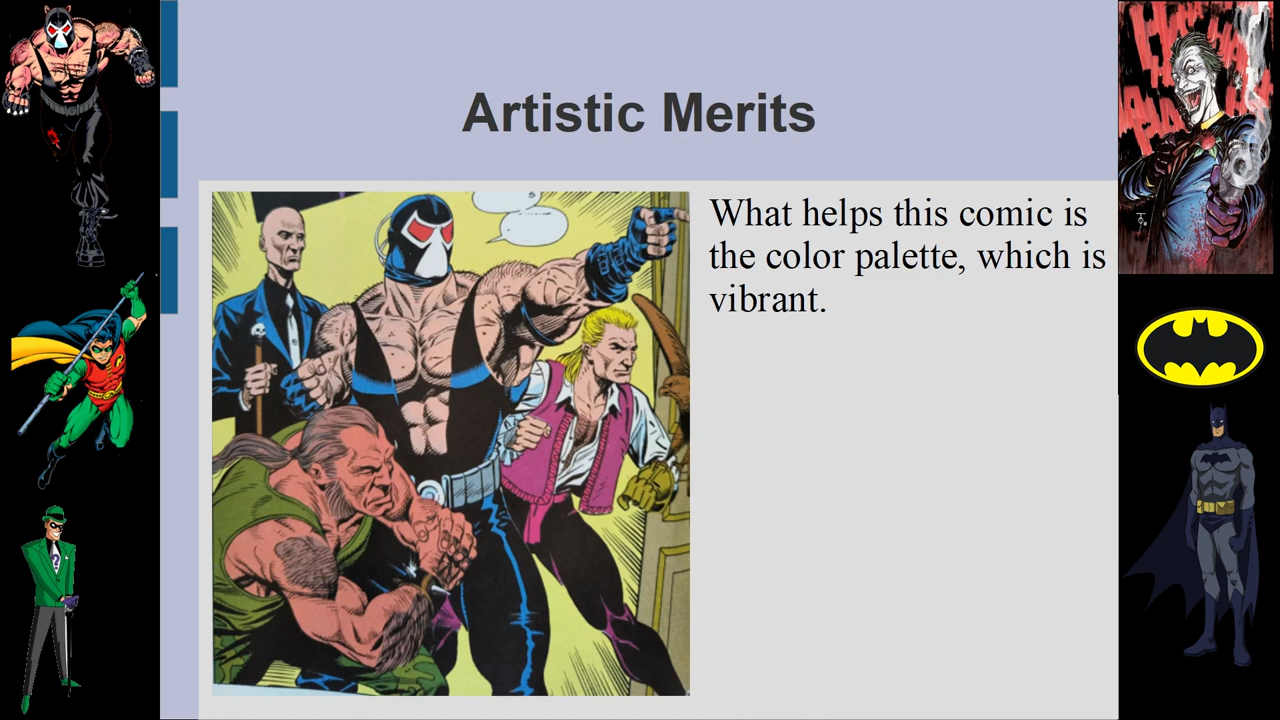 Artistic Merits
What helps this comic is
the color palette, which is
vibrant.